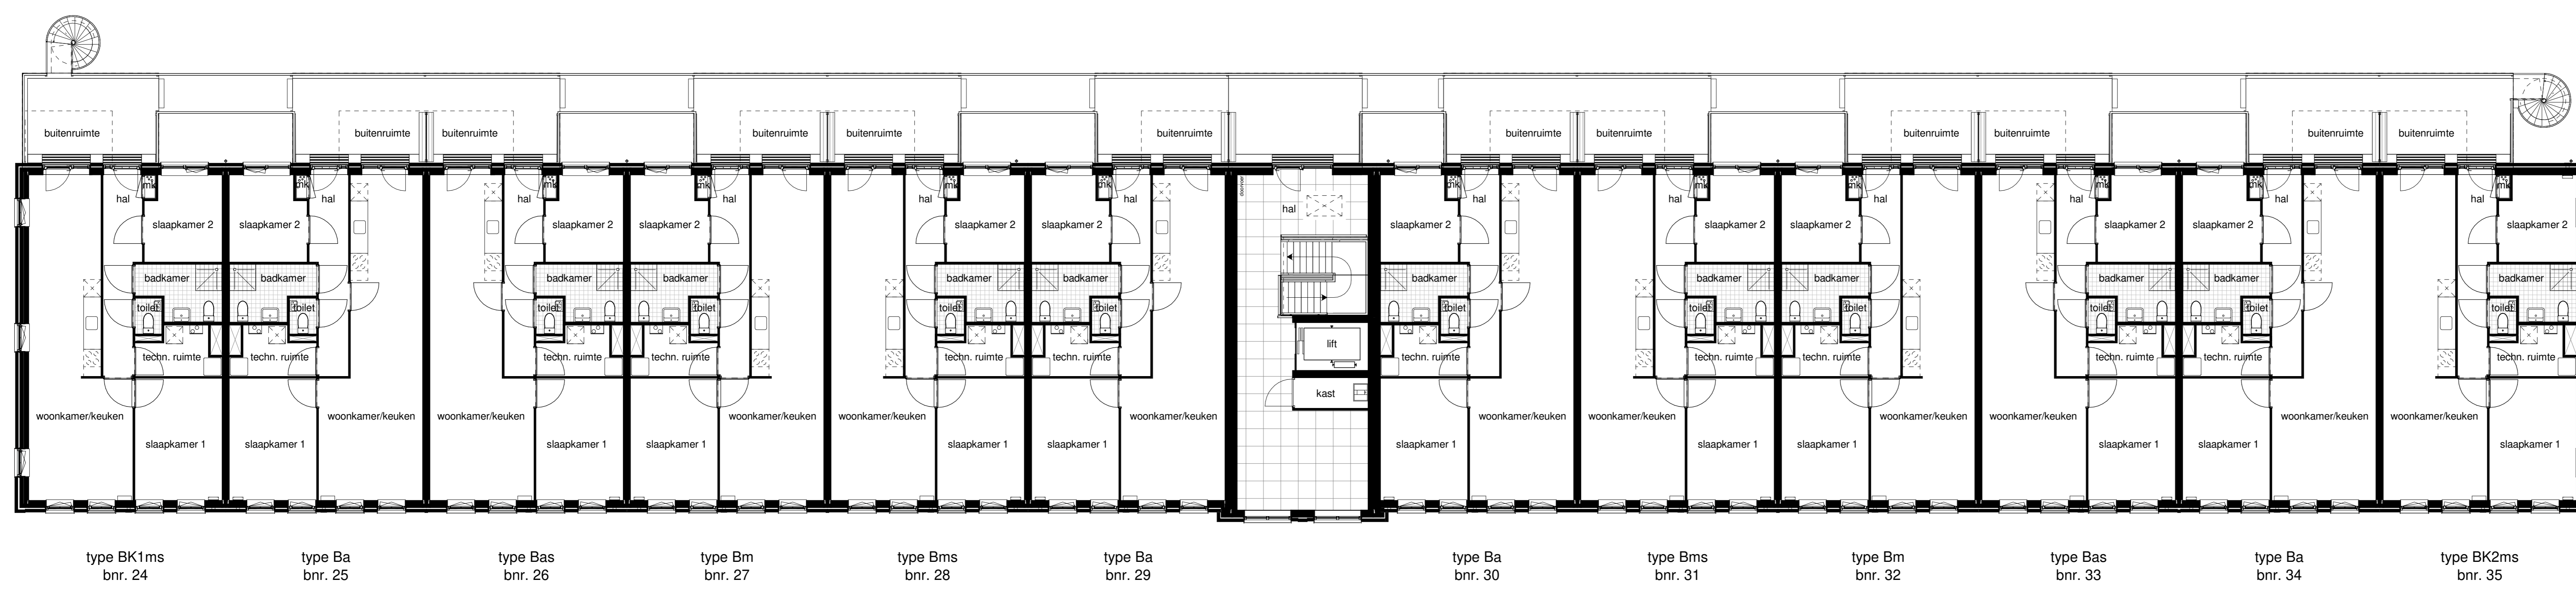 buitenruimte buitenruimte buitenruimte buitenruimte buitenruimte buitenruimte buitenruimte buitenruimte buitenruimte buitenruimte buitenruimte buitenruimte
mk mk mk mk mk mk mk mk mk mk mk mk
hal hal hal hal hal hal hal hal hal hal hal hal
hal
slaapkamer 2 slaapkamer 2 slaapkamer 2 slaapkamer 2 slaapkamer 2 slaapkamer 2 slaapkamer 2 slaapkamer 2 slaapkamer 2 slaapkamer 2 slaapkamer 2 slaapkamer 2
badkamer badkamer badkamer badkamer badkamer badkamer badkamer badkamer badkamer badkamer badkamer badkamer
toilet toilet toilet toilet toilet toilet toilet toilet toilet toilet toilet toilet
lift
techn. ruimte techn. ruimte techn. ruimte techn. ruimte techn. ruimte techn. ruimte techn. ruimte techn. ruimte techn. ruimte techn. ruimte techn. ruimte techn. ruimte
kast
woonkamer/keuken woonkamer/keuken woonkamer/keuken woonkamer/keuken woonkamer/keuken woonkamer/keuken woonkamer/keuken woonkamer/keuken woonkamer/keuken woonkamer/keuken woonkamer/keuken woonkamer/keuken
slaapkamer 1 slaapkamer 1 slaapkamer 1 slaapkamer 1 slaapkamer 1 slaapkamer 1 slaapkamer 1 slaapkamer 1 slaapkamer 1 slaapkamer 1 slaapkamer 1 slaapkamer 1
type BK1ms
bnr. 24
type Ba
bnr. 25
type Bas
bnr. 26
type Bm
bnr. 27
type Bms
bnr. 28
type Ba
bnr. 29
type Ba
bnr. 30
type Bms
bnr. 31
type Bm
bnr. 32
type Bas
bnr. 33
type Ba
bnr. 34
type BK2ms
bnr. 35